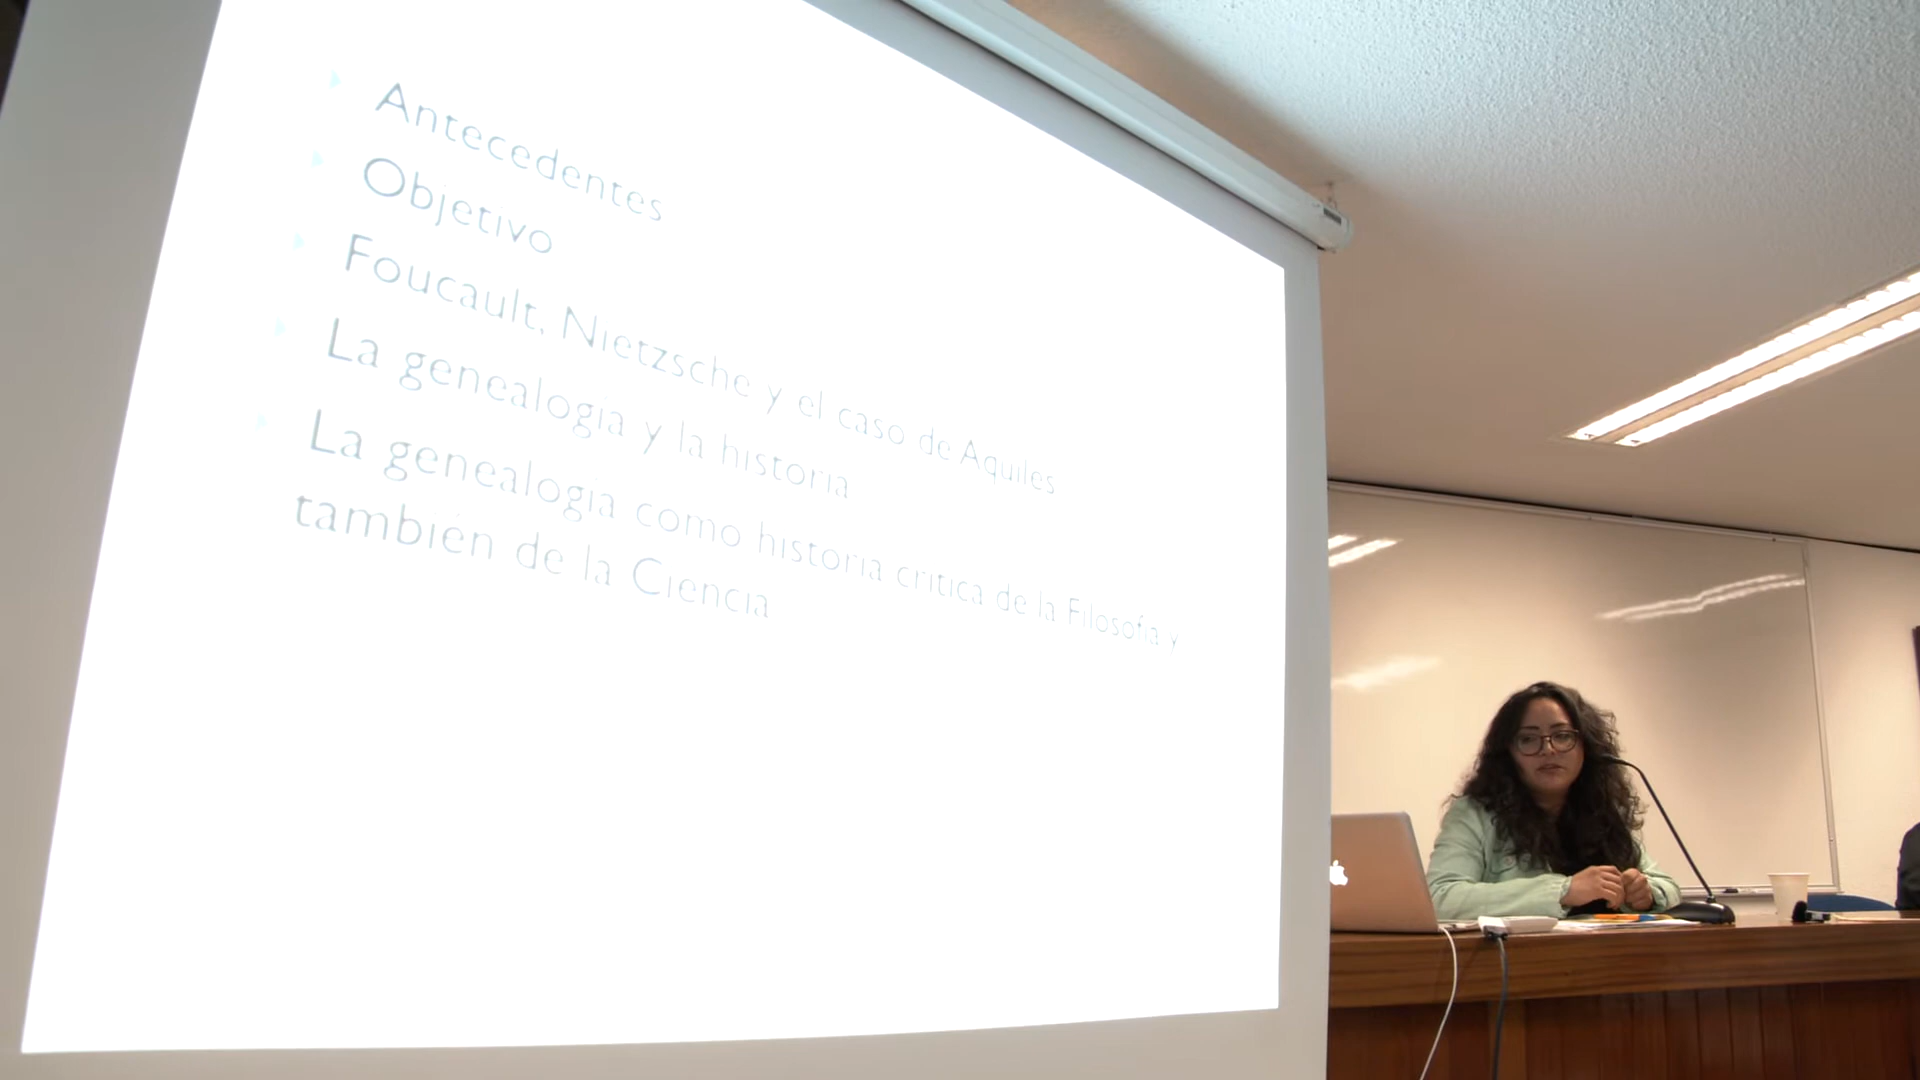 Antecedentes
Objetivo
Foucault, Nietzsche y el caso de Aquiles
La genealogía y la historia
La genealogía como historia crítica de la Filosofía y
también de la Ciencia